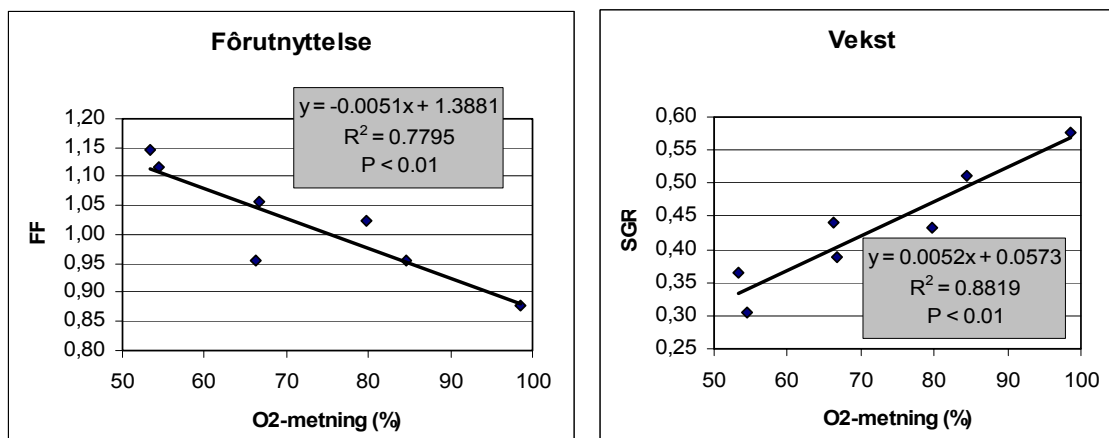 Fôrutnyttelse
y = -0.0051x + 1.3881
R² = 0.7795
P < 0.01
FF
1,20
1,15
1,10
1,05
1,00
0,95
0,90
0,85
0,80
50 60 70 80 90 100
O2-metning (%)
Vekst
SGR
0,60
0,55
0,50
0,45
0,40
0,35
0,30
0,25
y = 0.0052x + 0.0573
R² = 0.8819
P < 0.01
50 60 70 80 90 100
O2-metning (%)